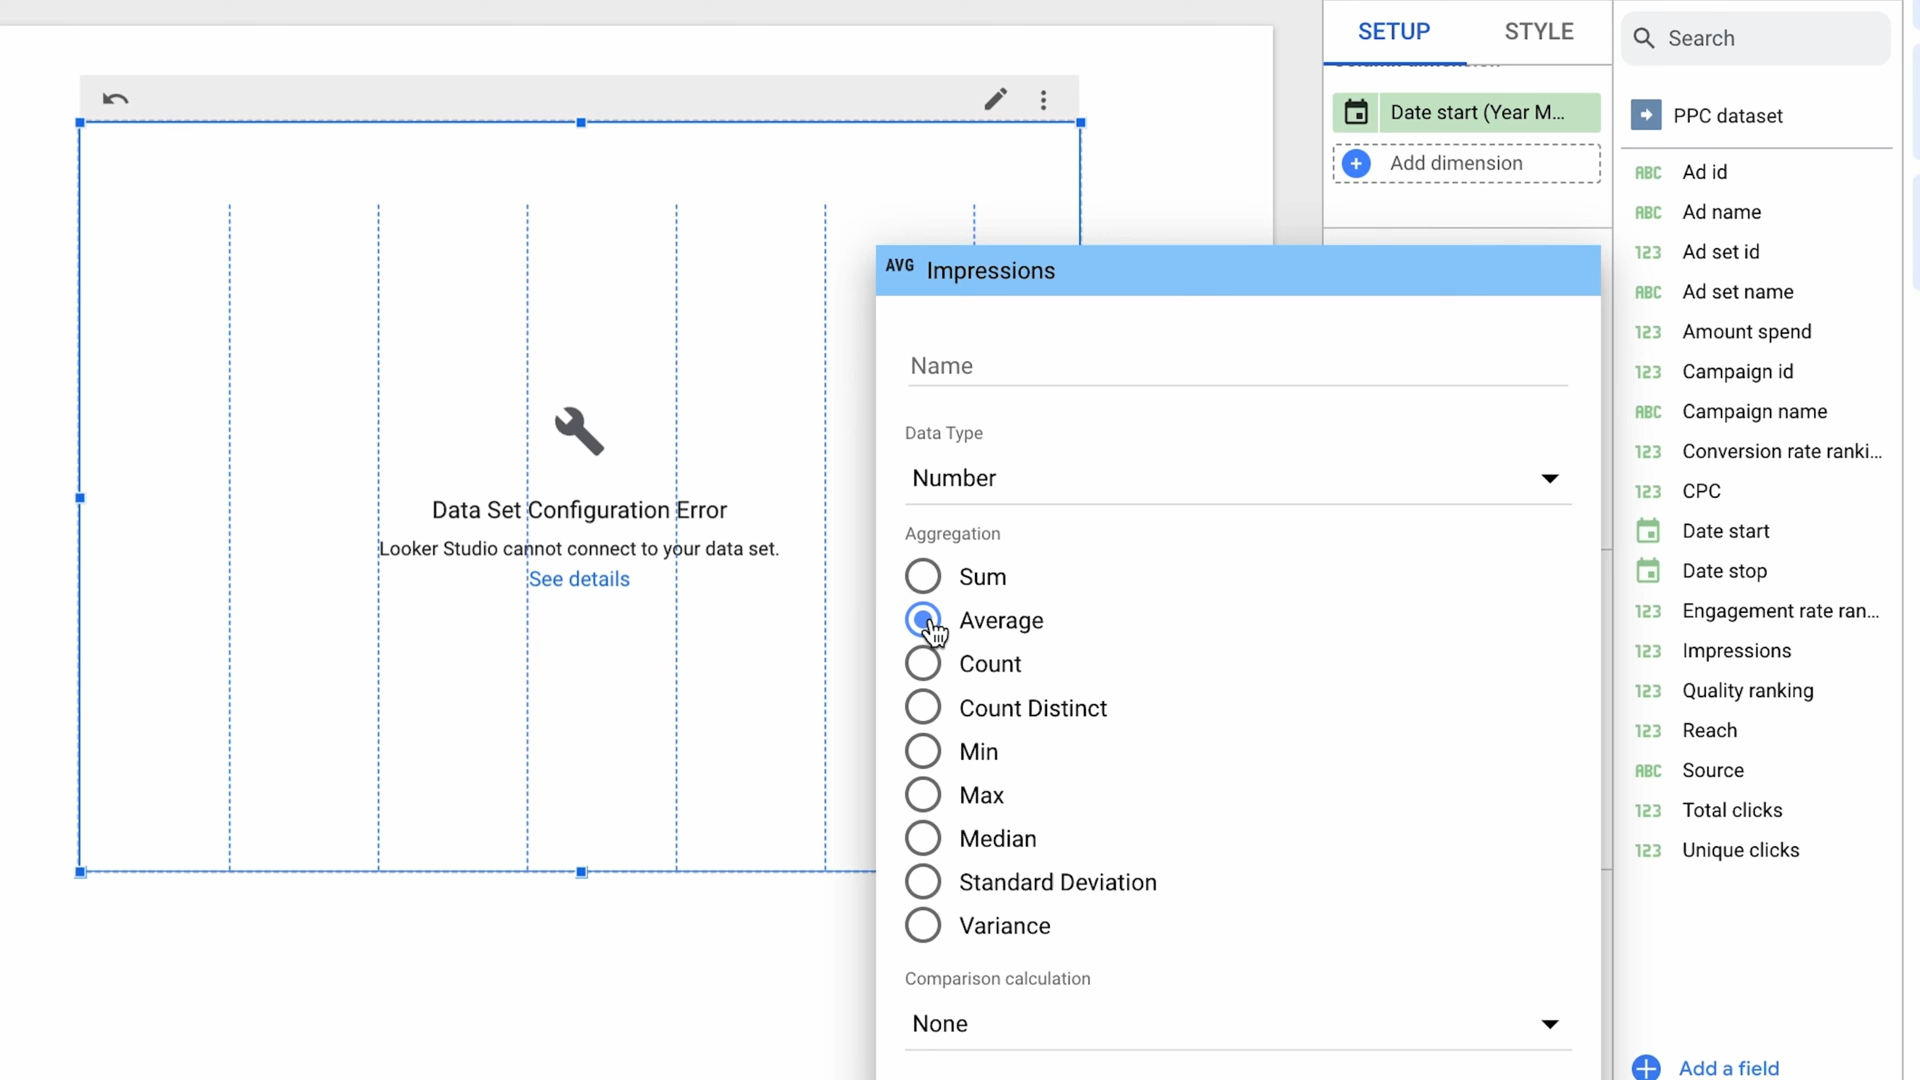 SETUP
STYLE
Search
Date start (Year M...
Add dimension
PPC dataset
ABC Ad id
ABC Ad name
123 Ad set id
ABC Ad set name
123 Amount spend
123 Campaign id
ABC Campaign name
123 Conversion rate ranki...
123 CPC
Date start
Date stop
123 Engagement rate ran...
123 Impressions
123 Quality ranking
123 Reach
ABC Source
123 Total clicks
123 Unique clicks
Add a field
Data Set Configuration Error
Looker Studio cannot connect to your data set.
See details
AVG Impressions
Name
Data Type
Number
Aggregation
Sum
Average
Count
Count Distinct
Min
Max
Median
Standard Deviation
Variance
Comparison calculation
None